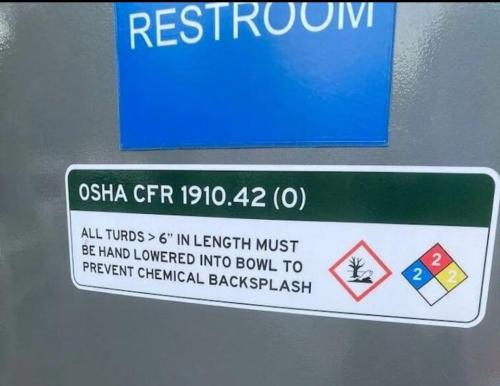 RESTROOM
OSHA CFR 1910.42 (O)
ALL TURDS > 6" IN LENGTH MUST
BE HAND LOWERED INTO BOWL TO
PREVENT CHEMICAL BACKSPLASH
2
2 2